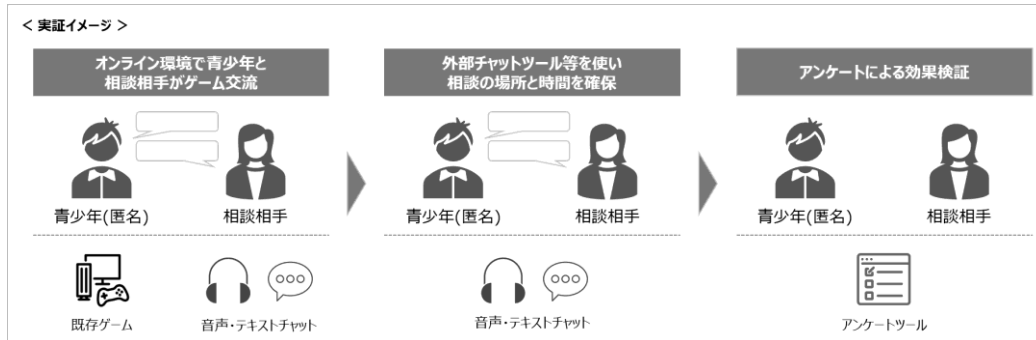 ＜ 実証イメージ ＞
オンライン環境で青少年と
相談相手がゲーム交流
外部チャットツール等を使い
相談の場所と時間を確保
アンケートによる効果検証
青少年(匿名)
相談相手
青少年(匿名)
相談相手
青少年(匿名)
相談相手
既存ゲーム
音声・テキストチャット
音声・テキストチャット
アンケートツール